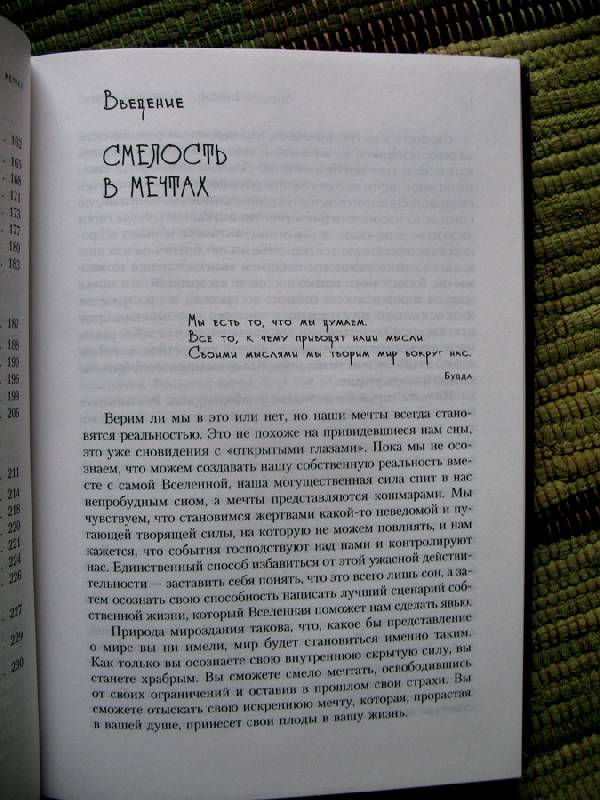 МЕЧТАХ
162
165
168
171
173
177
180
183
187
188
190
195
199
206
211
214
218
220
221
224
226
227
229
230
Введение
СМЕЛОСТЬ
В МЕЧТАХ
Мы есть то, что мы думаем.
Все то, к чему приводят наши мысли.
Своими мыслями мы творим мир вокруг нас.
Будда
Верим ли мы в это или нет, но наши мечты всегда стано-
вятся реальностью. Это не похоже на привидевшиеся нам сны,
это уже сновидения с «открытыми глазами». Пока мы не осо-
знаем, что можем создавать нашу собственную реальность вме-
сте с самой Вселенной, наша могущественная сила спит в нас
непробудным сном, а мечты представляются кошмарами. Мы
чувствуем, что становимся жертвами какой-то неведомой и пу-
гающей творящей силы, на которую не можем повлиять, и нам
кажется, что события господствуют над нами и контролируют
нас. Единственный способ избавиться от этой ужасной действи-
тельности — заставить себя понять, что это всего лишь сон, а за-
тем осознать свою способность написать лучший сценарий соб-
ственной жизни, который Вселенная поможет нам сделать явью.
Природа мироздания такова, что, какое бы представление
о мире вы ни имели, мир будет становиться именно таким.
Как только вы осознаете свою внутреннюю скрытую силу, вы
станете храбрым. Вы сможете смело мечтать, освободившись
от своих ограничений и оставив в прошлом свои страхи. Вы
сможете отыскать свою искреннюю мечту, которая, прорастая
в вашей душе, принесет свои плоды в вашу жизнь.